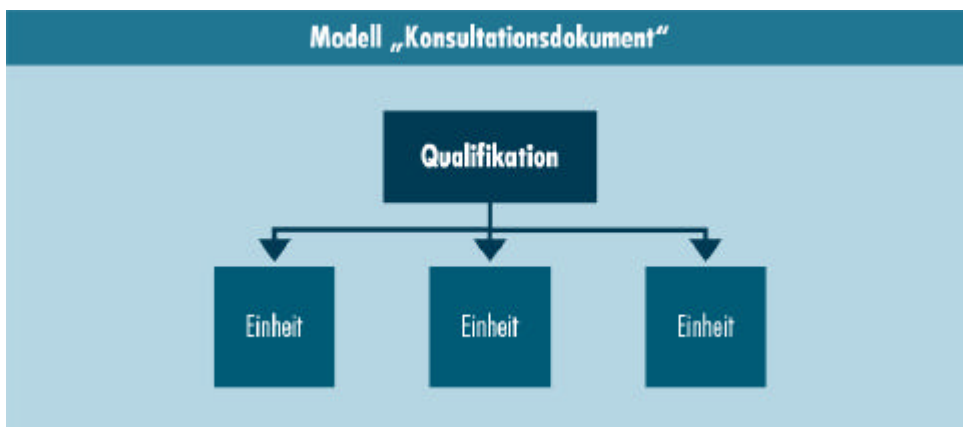 Modell „Konsultationsdokument“
Qualifikation
Einheit
Einheit
Einheit